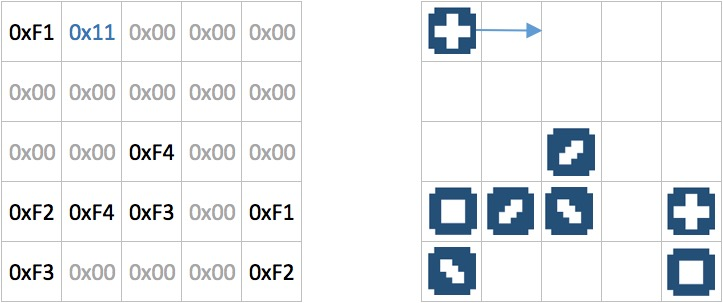 0xF1 0x11 0x00 0x00 0x00
0x00 0x00 0x00 0x00 0x00
0x00 0x00 0xF4 0x00 0x00
0xF2 0xF4 0xF3 0x00 0xF1
0xF3 0x00 0x00 0x00 0xF2